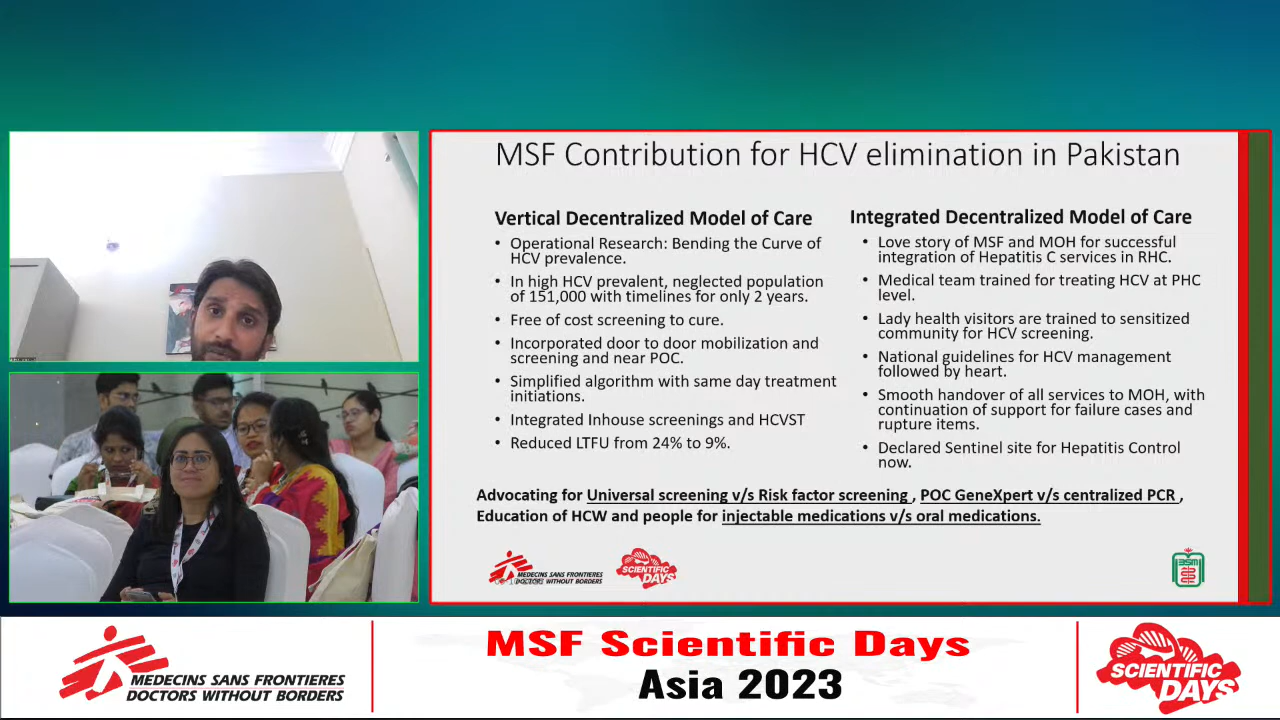 MSF Contribution for HCV elimination in Pakistan
Vertical Decentralized Model of Care
• Operational Research: Bending the Curve of
HCV prevalence.
• In high HCV prevalent, neglected population
of 151,000 with timelines for only 2 years.
• Free of cost screening to cure.
• Incorporated door to door mobilization and
screening and near POC.
• Simplified algorithm with same day treatment
initiations.
• Integrated Inhouse screenings and HCVST
• Reduced LTFU from 24% to 9%.
Integrated Decentralized Model of Care
• Love story of MSF and MOH for successful
integration of Hepatitis C services in RHC.
• Medical team trained for treating HCV at PHC
level.
• Lady health visitors are trained to sensitized
community for HCV screening.
• National guidelines for HCV management
followed by heart.
• Smooth handover of all services to MOH, with
continuation of support for failure cases and
rupture items.
• Declared Sentinel site for Hepatitis Control
now.
Advocating for Universal screening v/s Risk factor screening , POC GeneXpert v/s centralized PCR ,
Education of HCW and people for injectable medications v/s oral medications.
MEDECINS SANS FRONTIERES
DOCTORS WITHOUT BORDERS
SCIENTIFIC
DAYS
MEDECINS SANS FRONTIERES
DOCTORS WITHOUT BORDERS
MSF Scientific Days
Asia 2023
SCIENTIFIC
DAYS